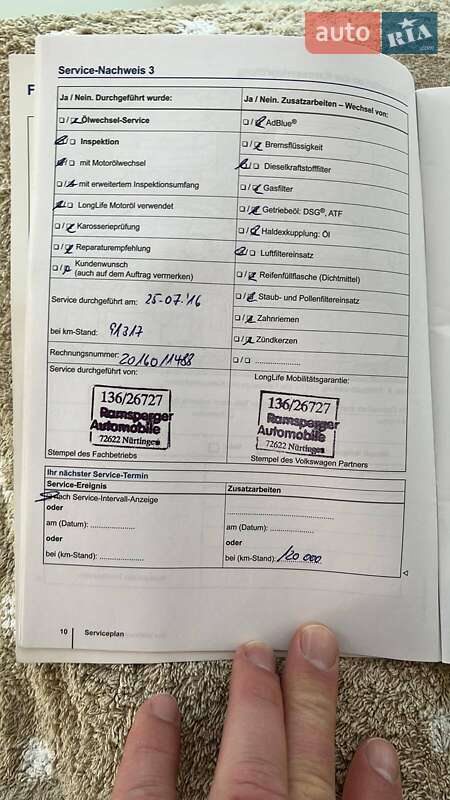 auto RIA .com
Service-Nachweis 3
Ja / Nein. Durchgeführt wurde:
☐/☒ Ölwechsel-Service
☒/☐ Inspektion
☒/☐ mit Motorölwechsel
☐/☒ mit erweitertem Inspektionsumfang
☒/☐ LongLife Motoröl verwendet
☐/☒ Karosserieprüfung
☐/☒ Reparaturempfehlung
☐/☒ Kundenwunsch
(auch auf dem Auftrag vermerken)
Service durchgeführt am: 25-07.'16
bei km-Stand: 91317
Rechnungsnummer: 2016011488
Service durchgeführt von:
136/26727
Ramsperger
Automobile
72622 Nürtingen
Stempel des Fachbetriebs
Ja / Nein. Zusatzarbeiten – Wechsel von:
☐/☒ AdBlue®
☐/☒ Bremsflüssigkeit
☒/☐ Dieselkraftstofffilter
☐/☒ Gasfilter
☐/☒ Getriebeöl: DSG®, ATF
☐/☒ Haldexkupplung: Öl
☒/☐ Luftfiltereinsatz
☐/☒ Reifenfüllflasche (Dichtmittel)
☐/☒ Staub- und Pollenfiltereinsatz
☐/☒ Zahnriemen
☐/☒ Zündkerzen
☐/☐ ....................
LongLife Mobilitätsgarantie:
136/26727
Ramsperger
Automobile
72622 Nürtingen
Stempel des Volkswagen Partners
Ihr nächster Service-Termin
Service-Ereignis
☒ nach Service-Intervall-Anzeige
oder
am (Datum): ....................
oder
bei (km-Stand): ....................
Zusatzarbeiten
....................
am (Datum): ....................
oder
bei (km-Stand): 120 000
10 Serviceplan